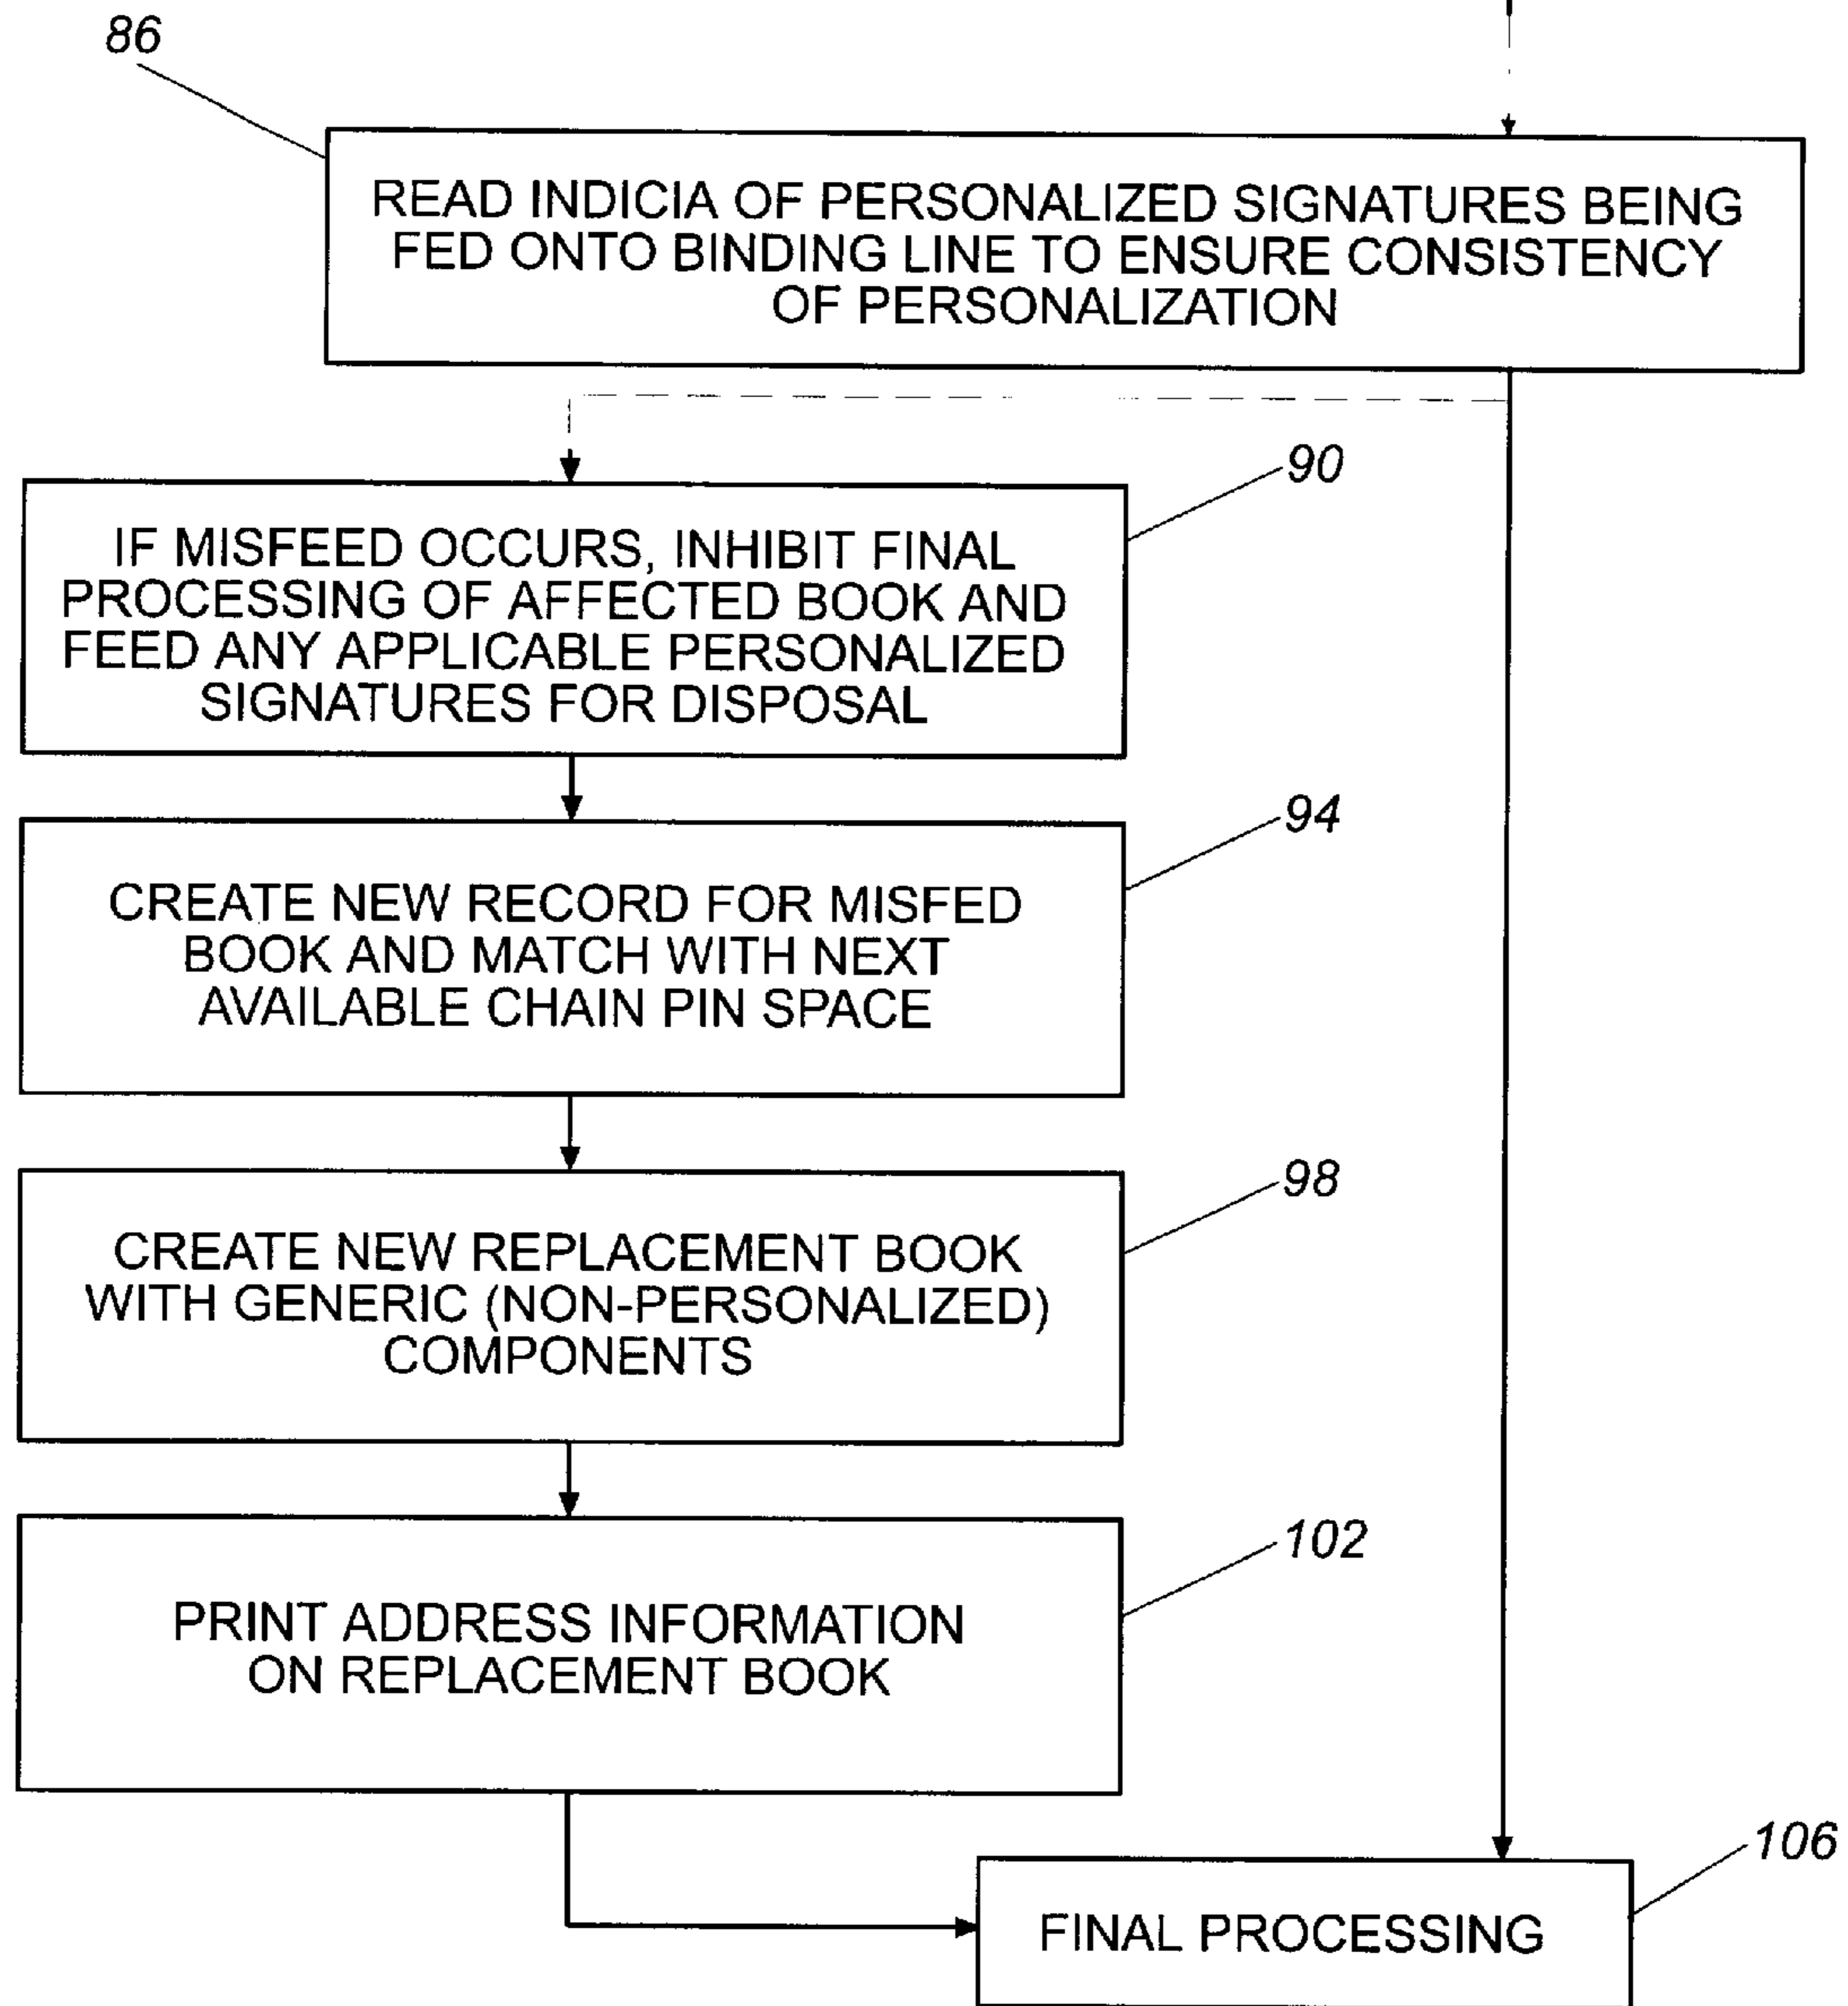 86
READ INDICIA OF PERSONALIZED SIGNATURES BEING
FED ONTO BINDING LINE TO ENSURE CONSISTENCY
OF PERSONALIZATION
90
IF MISFEED OCCURS, INHIBIT FINAL
PROCESSING OF AFFECTED BOOK AND
FEED ANY APPLICABLE PERSONALIZED
SIGNATURES FOR DISPOSAL
94
CREATE NEW RECORD FOR MISFED
BOOK AND MATCH WITH NEXT
AVAILABLE CHAIN PIN SPACE
98
CREATE NEW REPLACEMENT BOOK
WITH GENERIC (NON-PERSONALIZED)
COMPONENTS
102
PRINT ADDRESS INFORMATION
ON REPLACEMENT BOOK
106
FINAL PROCESSING